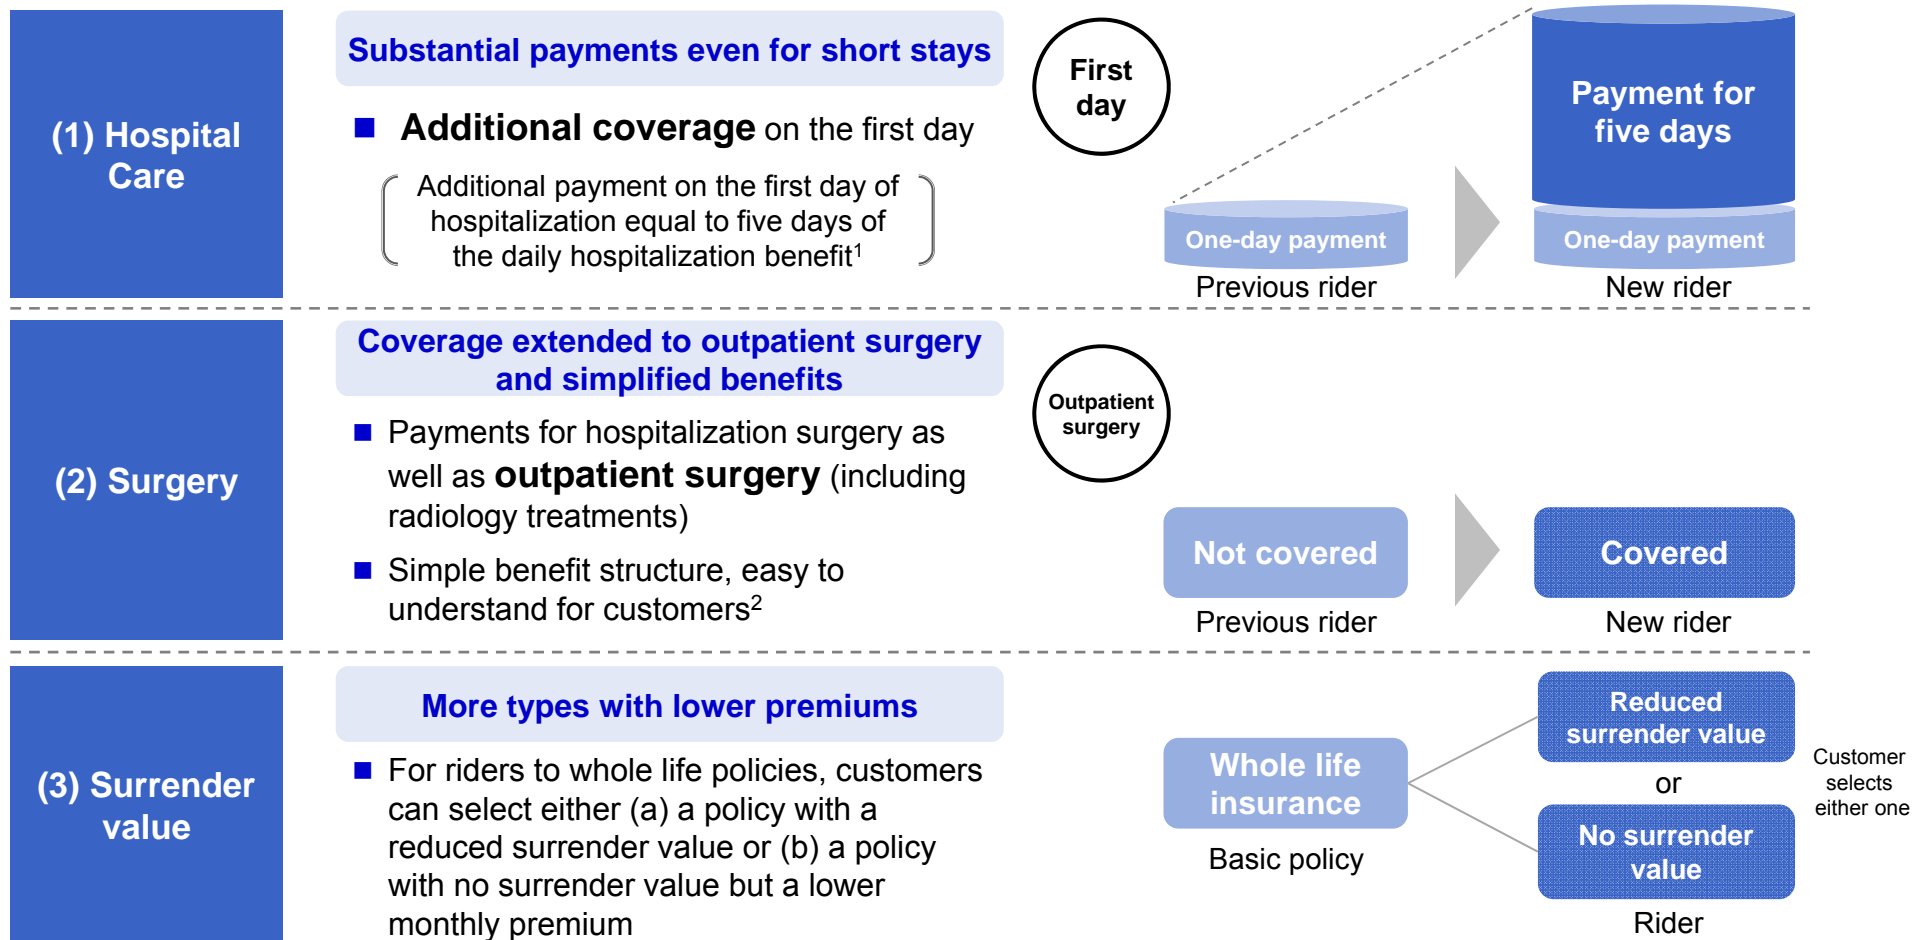 (1) Hospital
Care
Substantial payments even for short stays
■ Additional coverage on the first day
Additional payment on the first day of
hospitalization equal to five days of
the daily hospitalization benefit1
First
day
One-day payment
Previous rider
Payment for
five days
One-day payment
New rider
(2) Surgery
Coverage extended to outpatient surgery
and simplified benefits
■ Payments for hospitalization surgery as
well as outpatient surgery (including
radiology treatments)
■ Simple benefit structure, easy to
understand for customers2
Outpatient
surgery
Not covered
Previous rider
Covered
New rider
(3) Surrender
value
More types with lower premiums
■ For riders to whole life policies, customers
can select either (a) a policy with a
reduced surrender value or (b) a policy
with no surrender value but a lower
monthly premium
Whole life
insurance
Basic policy
Reduced
surrender value
or
No surrender
value
Rider
Customer
selects
either one